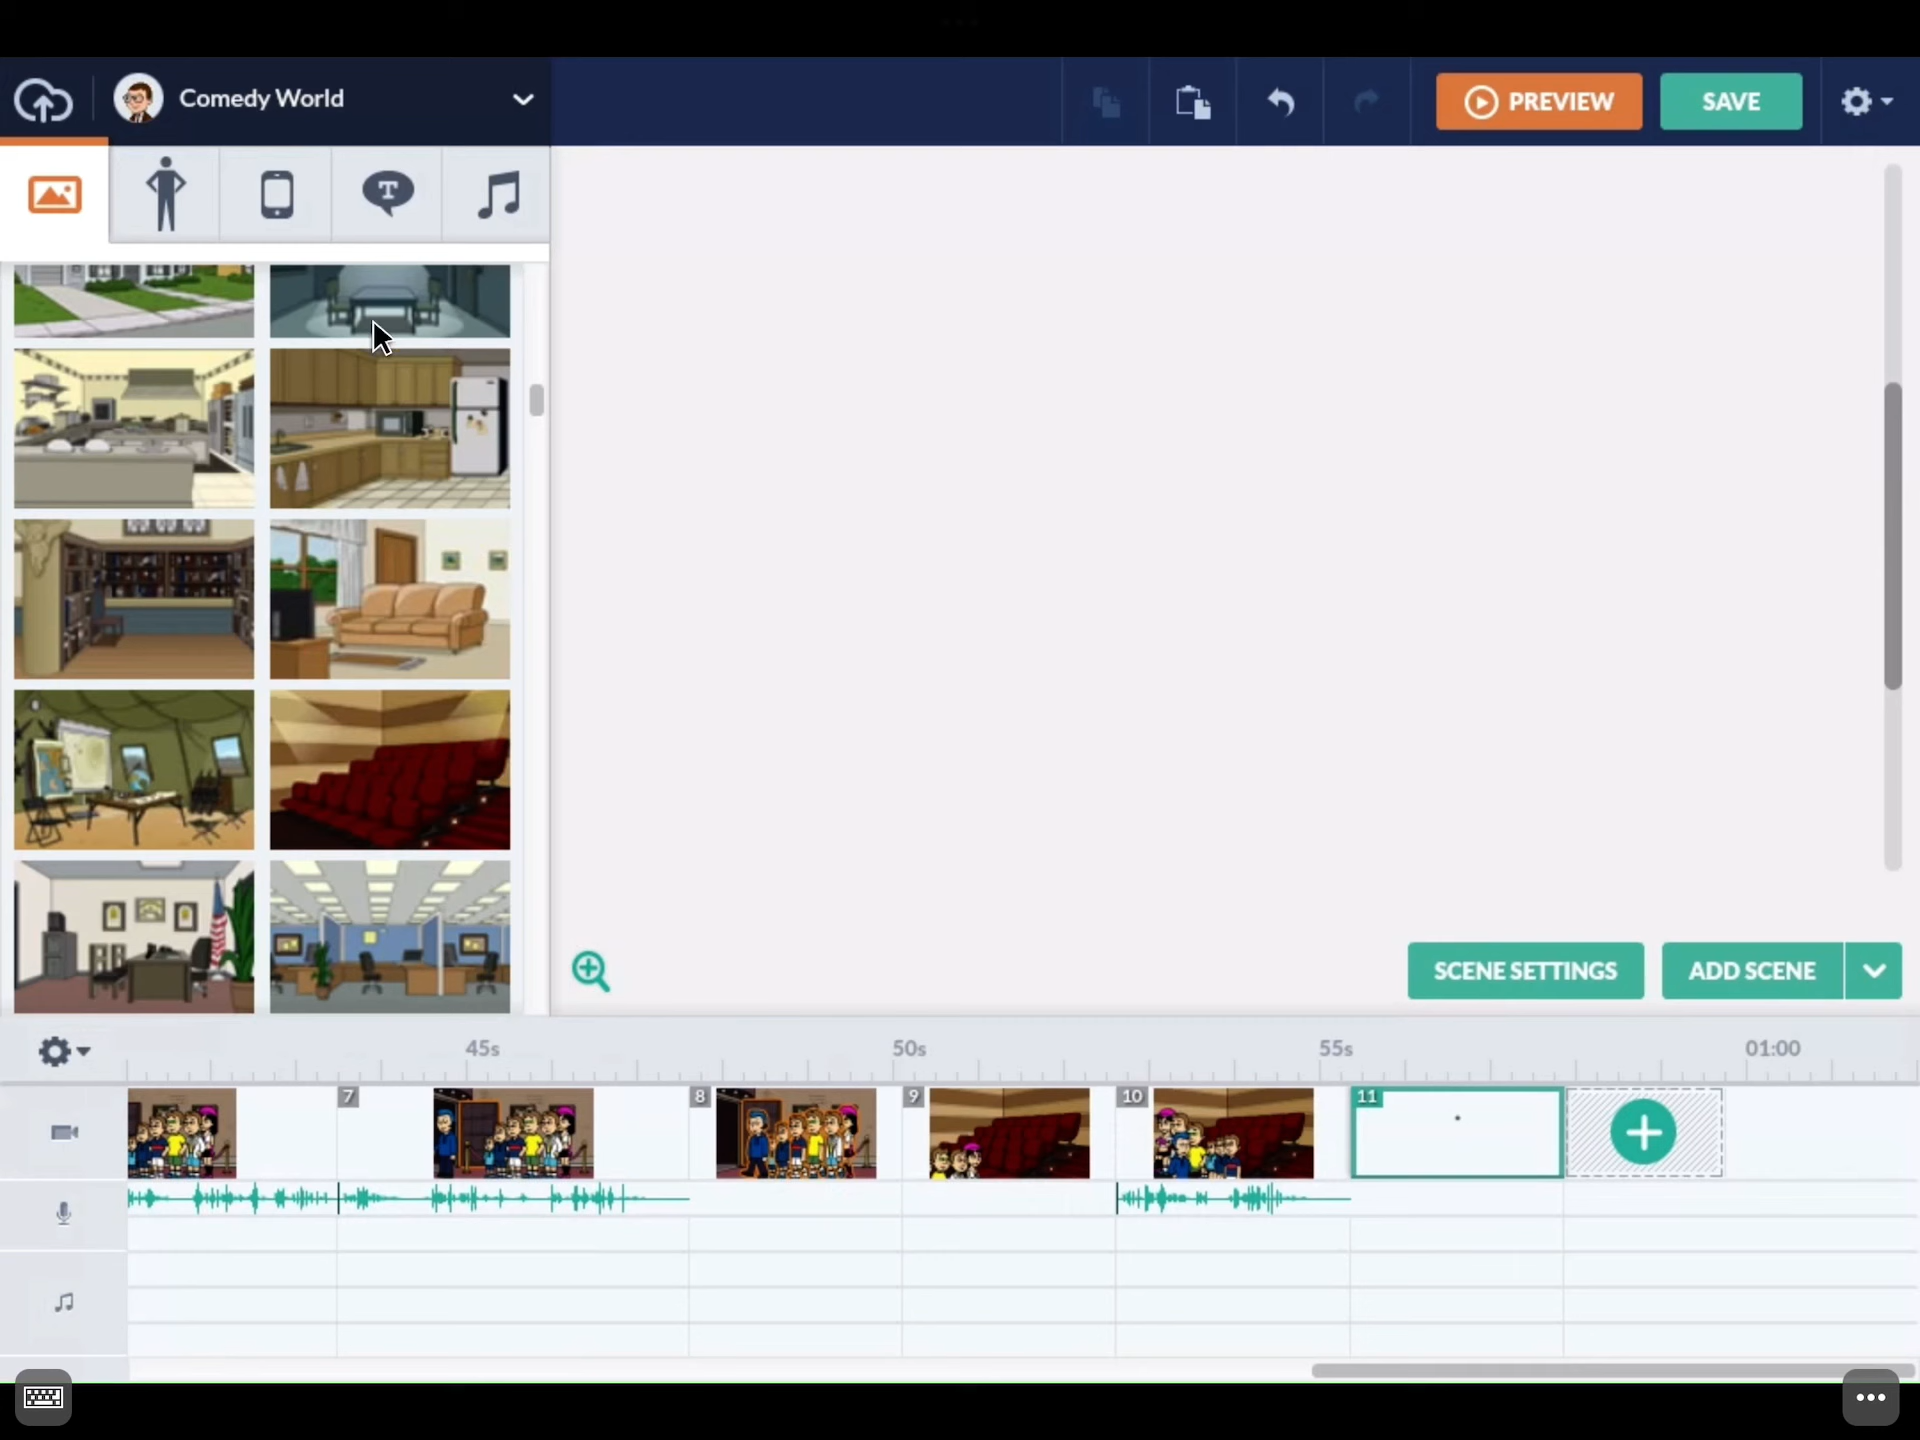 Comedy World
PREVIEW
SAVE
T
SCENE SETTINGS
ADD SCENE
45s
50s
55s
01:00
7
8
9
10
11